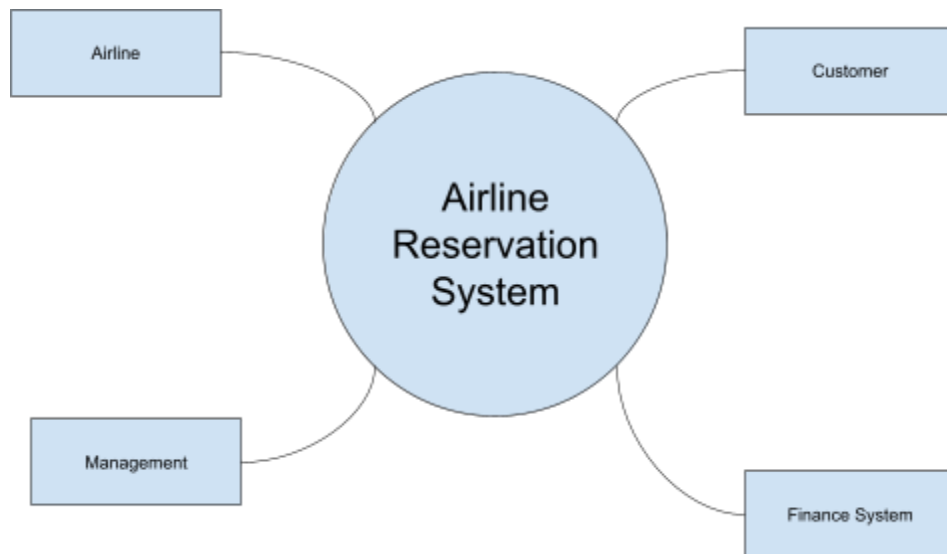 Airline
Customer
Airline
Reservation
System
Management
Finance System